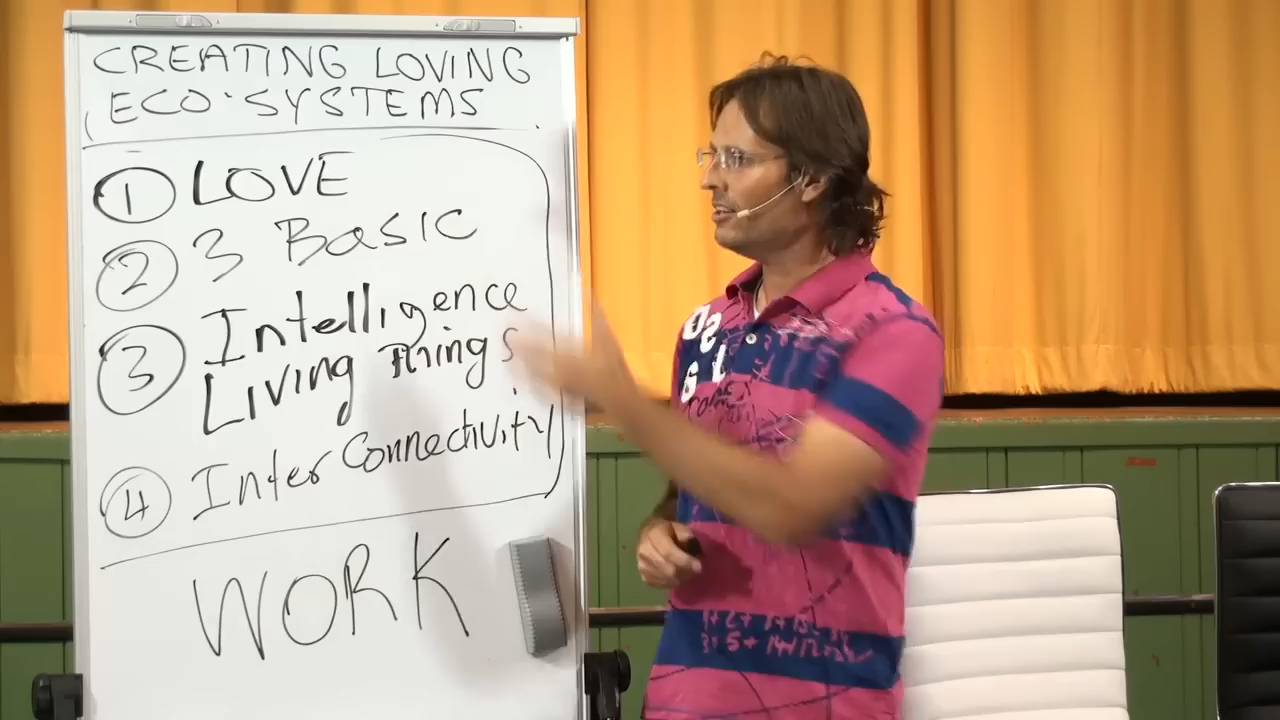 CREATING LOVING
ECO·SYSTEMS
1 LOVE
2 3 BASIC
3 Intelligence
Living Things
4 Inter Connectivity
WORK